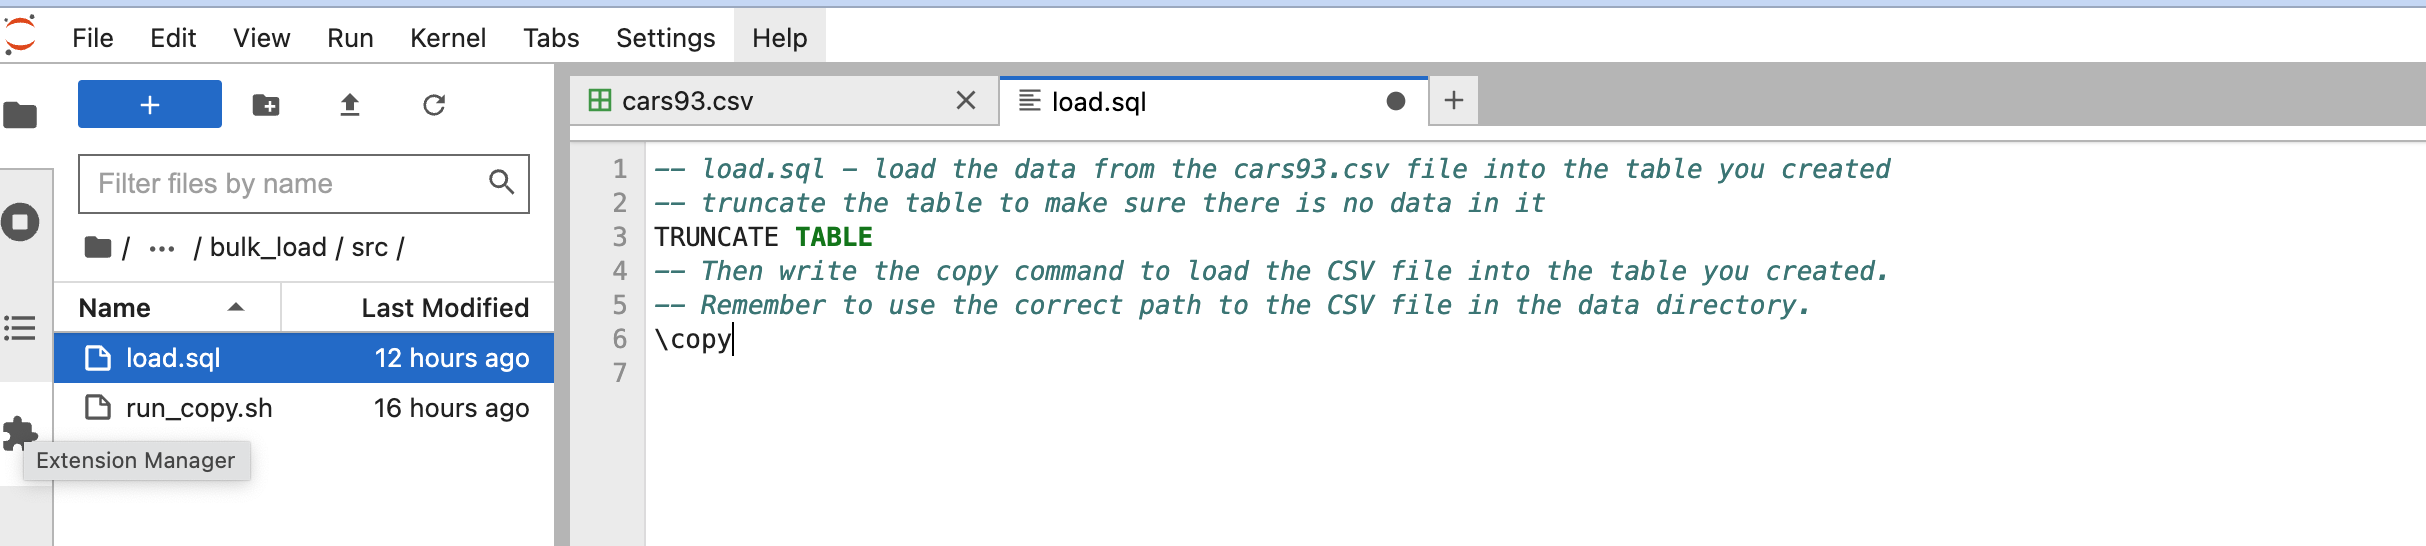 File Edit View Run Kernel Tabs Settings Help
+
cars93.csv
load.sql
+
Filter files by name
/ ... / bulk_load / src /
Name Last Modified
load.sql 12 hours ago
run_copy.sh 16 hours ago
Extension Manager
1 -- load.sql - load the data from the cars93.csv file into the table you created
2 -- truncate the table to make sure there is no data in it
3 TRUNCATE TABLE
4 -- Then write the copy command to load the CSV file into the table you created.
5 -- Remember to use the correct path to the CSV file in the data directory.
6 \copy
7